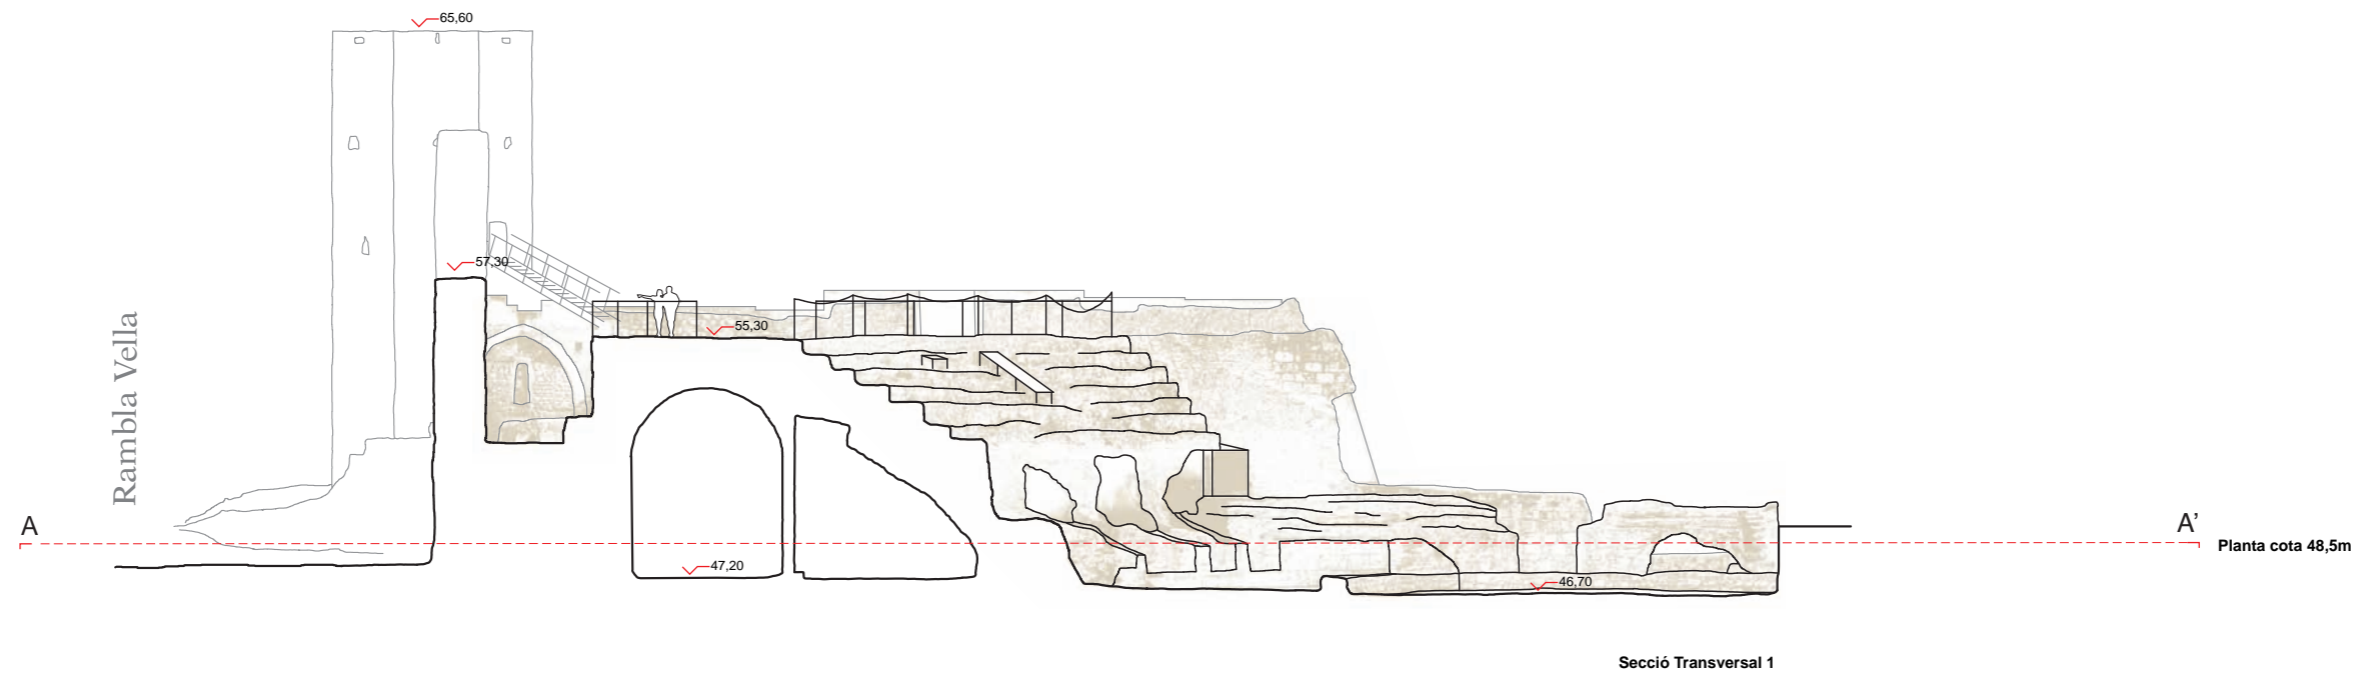 65,60
57,30
55,30
Rambla Vella
A
A’
Planta cota 48,5m
47,20
46,70
Secció Transversal 1